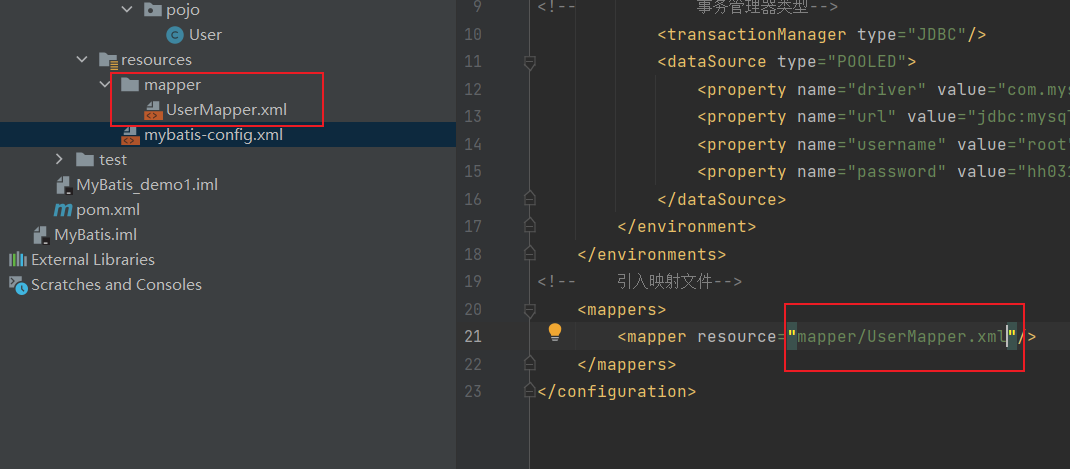 pojo
User
resources
mapper
UserMapper.xml
mybatis-config.xml
test
MyBatis_demo1.iml
pom.xml
MyBatis.iml
External Libraries
Scratches and Consoles
9 <!-- 事务管理器类型-->
10 <transactionManager type="JDBC"/>
11 <dataSource type="POOLED">
12 <property name="driver" value="com.mys
13 <property name="url" value="jdbc:mysql
14 <property name="username" value="root"
15 <property name="password" value="hh031
16 </dataSource>
17 </environment>
18 </environments>
19 <!-- 引入映射文件-->
20 <mappers>
21 <mapper resource="mapper/UserMapper.xml"/>
22 </mappers>
23 </configuration>